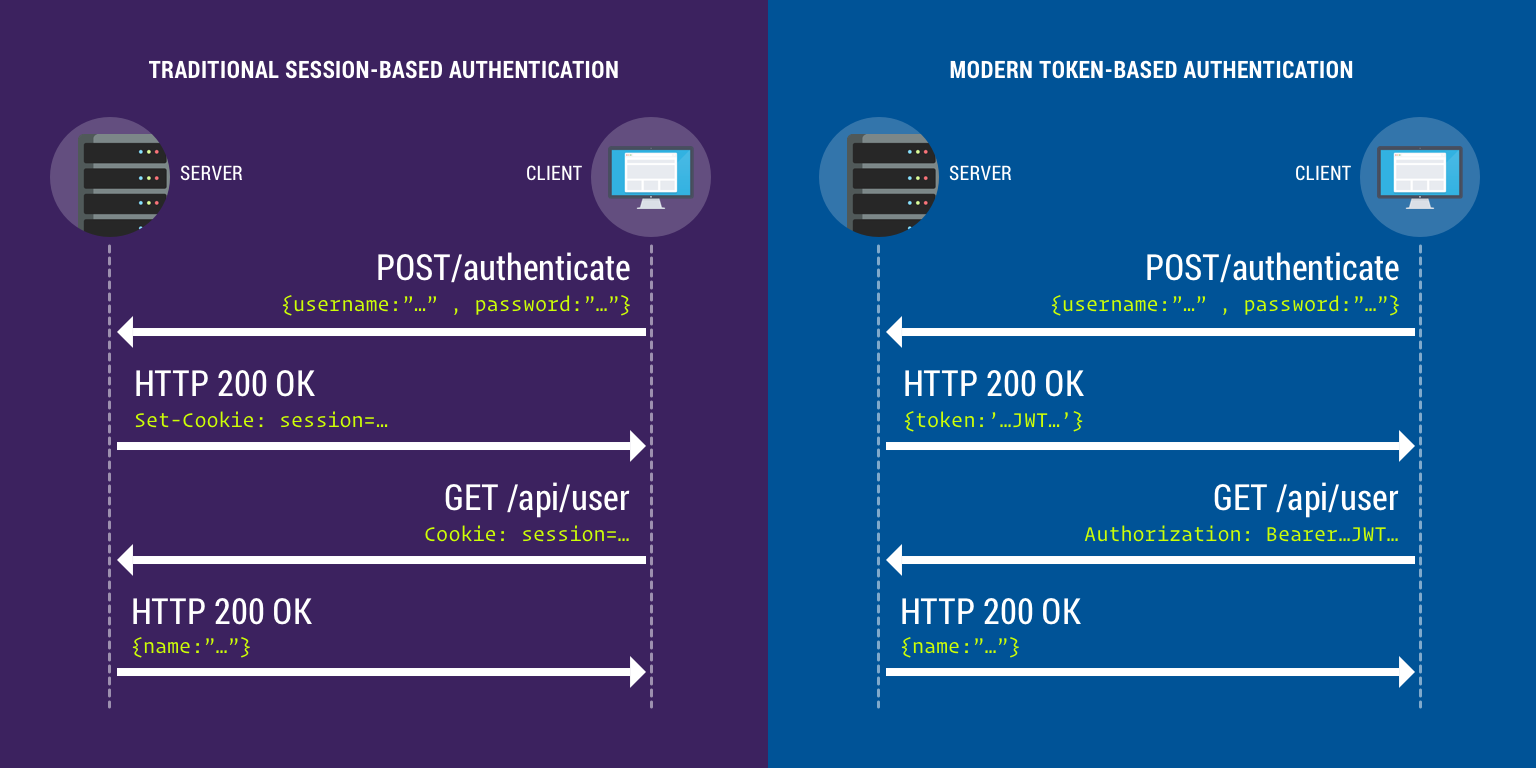 TRADITIONAL SESSION-BASED AUTHENTICATION
SERVER
CLIENT
POST/authenticate
{username:”…” , password:”…”}
HTTP 200 OK
Set-Cookie: session=…
GET /api/user
Cookie: session=…
HTTP 200 OK
{name:”…”}
MODERN TOKEN-BASED AUTHENTICATION
SERVER
CLIENT
POST/authenticate
{username:”…” , password:”…”}
HTTP 200 OK
{token:’…JWT…’}
GET /api/user
Authorization: Bearer…JWT…
HTTP 200 OK
{name:”…”}